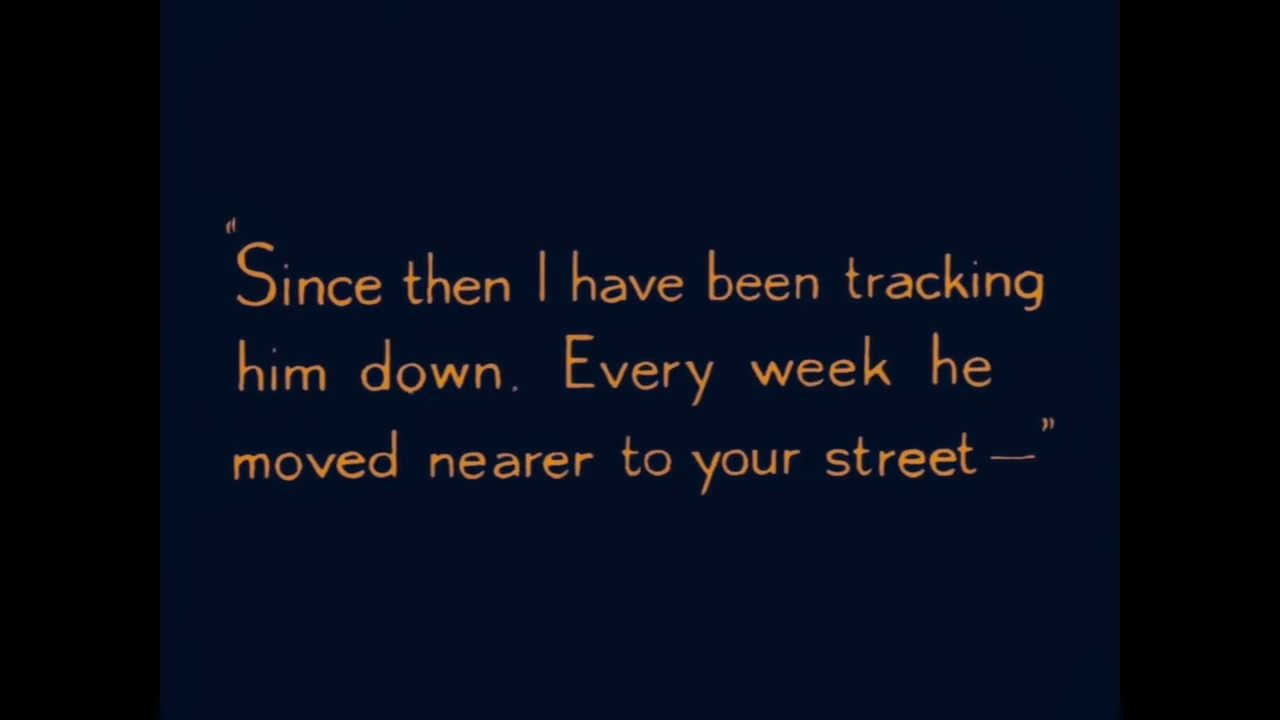 "Since then I have been tracking
him down. Every week he
moved nearer to your street—"